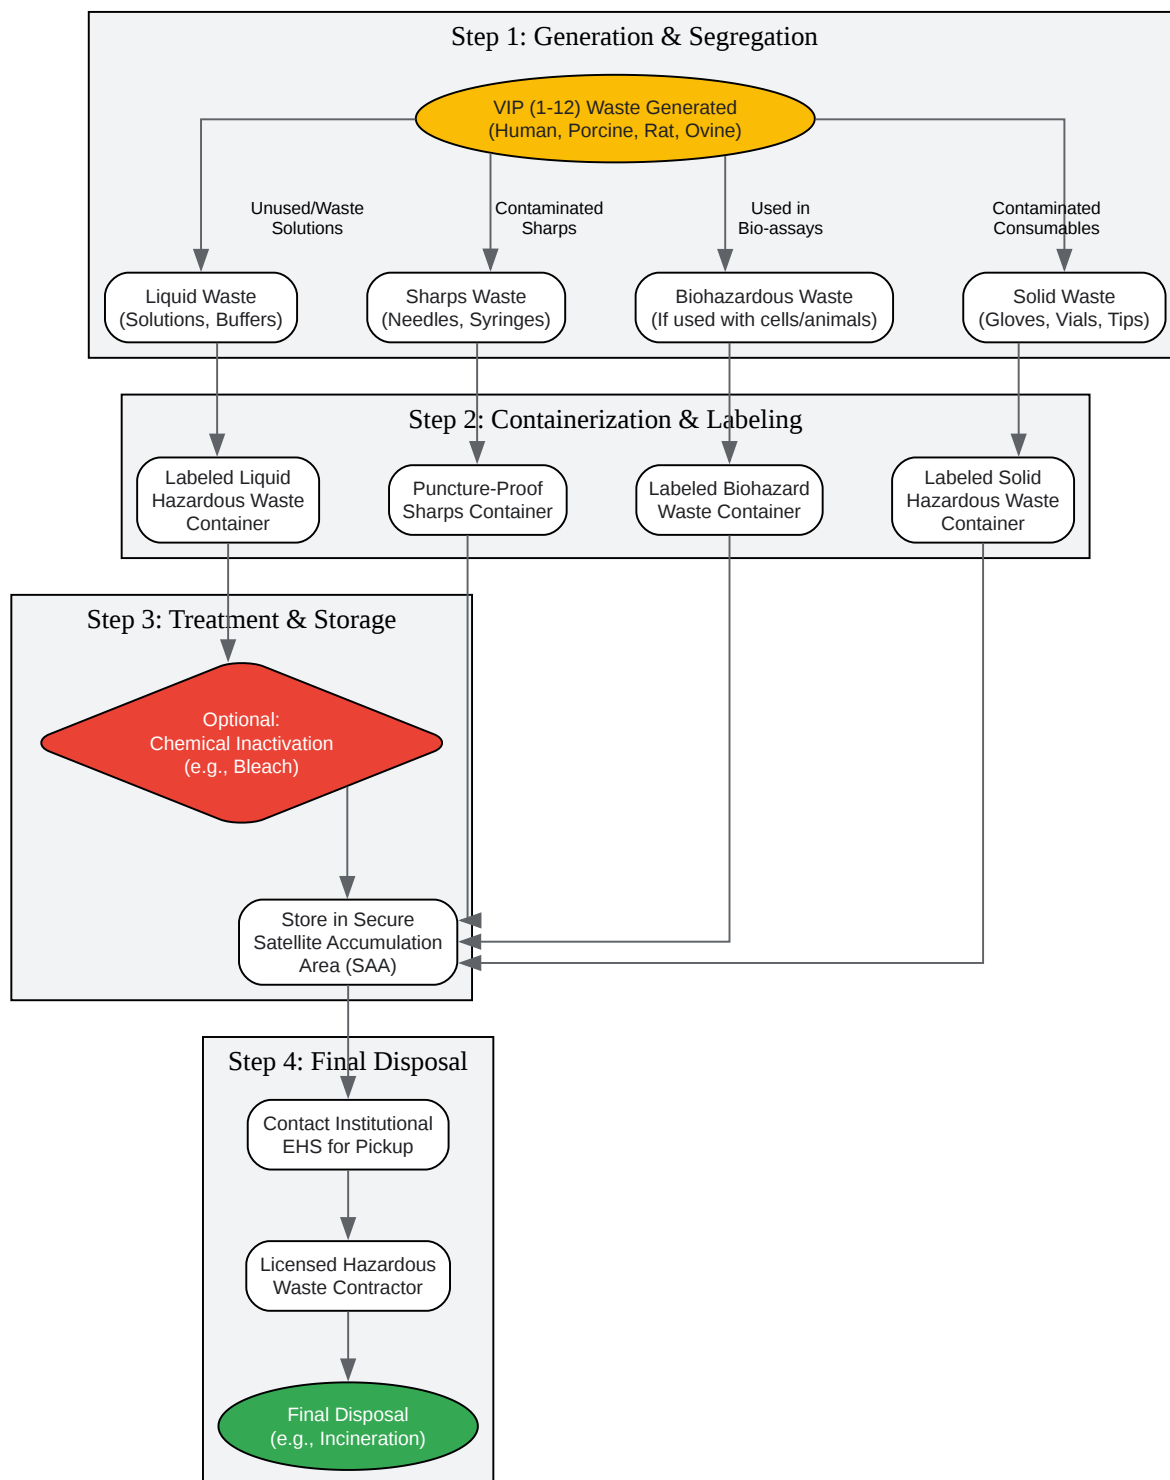 Step 1: Generation & Segregation
VIP (1-12) Waste Generated
(Human, Porcine, Rat, Ovine)
Unused/Waste
Solutions
Contaminated
Sharps
Used in
Bio-assays
Contaminated
Consumables
Liquid Waste
(Solutions, Buffers)
Sharps Waste
(Needles, Syringes)
Biohazardous Waste
(If used with cells/animals)
Solid Waste
(Gloves, Vials, Tips)
Step 2: Containerization & Labeling
Labeled Liquid
Hazardous Waste
Container
Puncture-Proof
Sharps Container
Labeled Biohazard
Waste Container
Labeled Solid
Hazardous Waste
Container
Step 3: Treatment & Storage
Optional:
Chemical Inactivation
(e.g., Bleach)
Store in Secure
Satellite Accumulation
Area (SAA)
Step 4: Final Disposal
Contact Institutional
EHS for Pickup
Licensed Hazardous
Waste Contractor
Final Disposal
(e.g., Incineration)